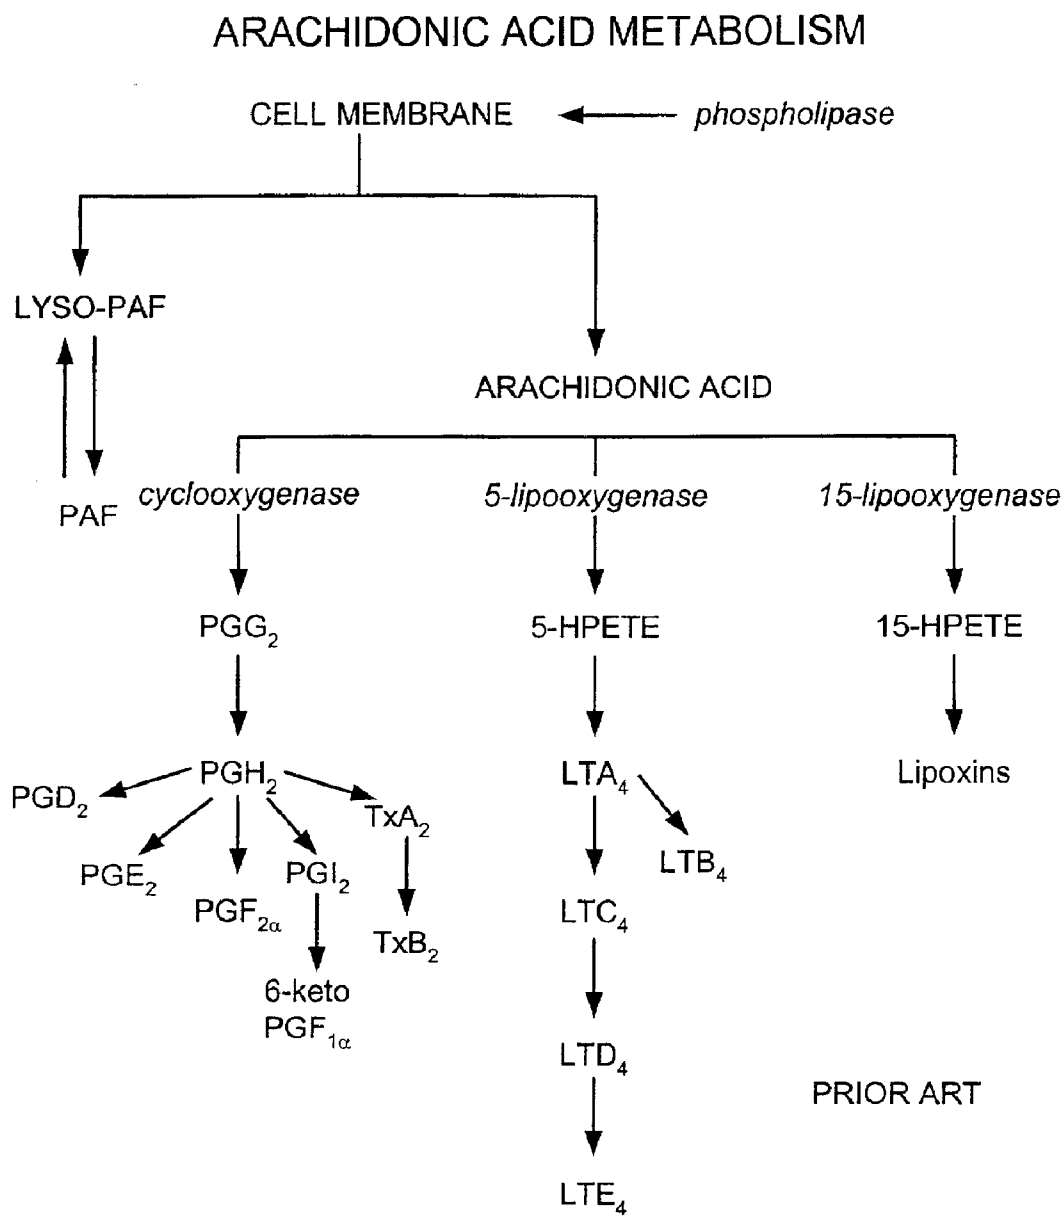 ARACHIDONIC ACID METABOLISM
CELL MEMBRANE
phospholipase
LYSO-PAF
ARACHIDONIC ACID
PAF
cyclooxygenase
5-lipooxygenase
15-lipooxygenase
PGG₂
5-HPETE
15-HPETE
PGD₂
PGH₂
TxA₂
LTA₄
Lipoxins
PGE₂
PGI₂
LTB₄
PGF₂α
LTC₄
TxB₂
6-keto
PGF₁α
LTD₄
PRIOR ART
LTE₄